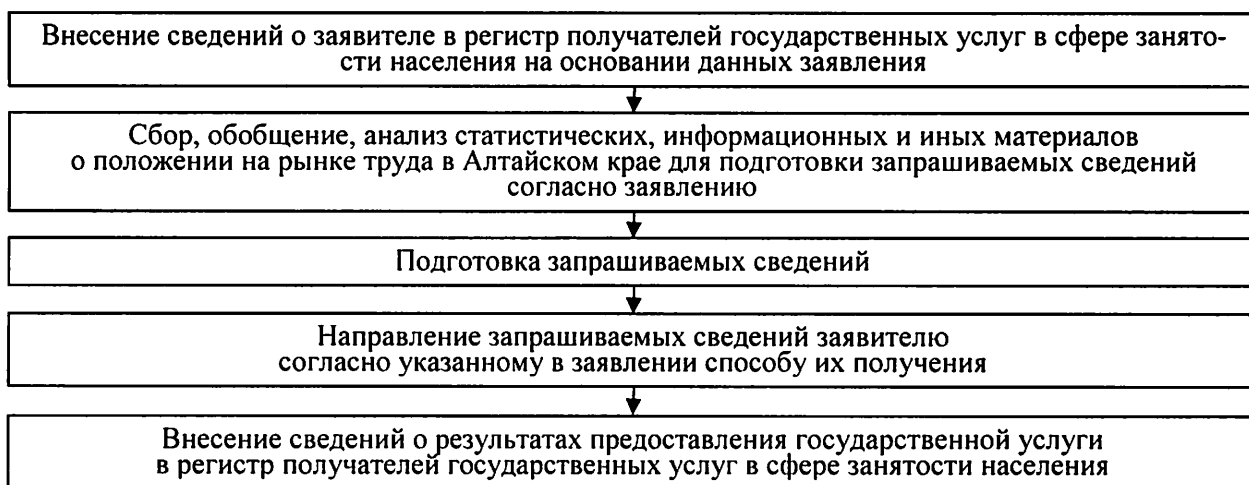 Внесение сведений о заявителе в регистр получателей государственных услуг в сфере занято-
сти населения на основании данных заявления
Сбор, обобщение, анализ статистических, информационных и иных материалов
о положении на рынке труда в Алтайском крае для подготовки запрашиваемых сведений
согласно заявлению
Подготовка запрашиваемых сведений
Направление запрашиваемых сведений заявителю
согласно указанному в заявлении способу их получения
Внесение сведений о результатах предоставления государственной услуги
в регистр получателей государственных услуг в сфере занятости населения